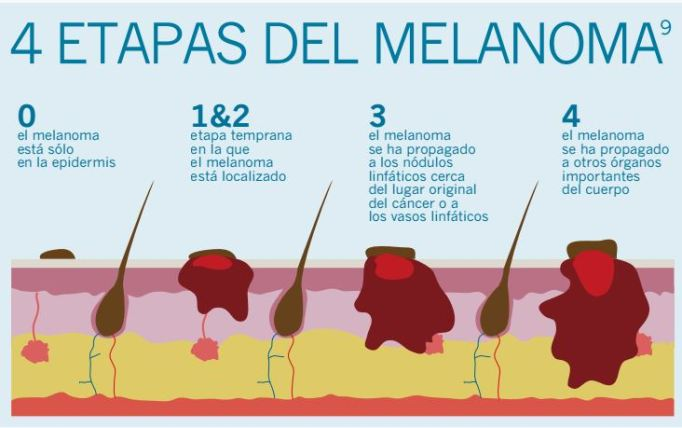 4 ETAPAS DEL MELANOMA⁹
0
el melanoma
está sólo
en la epidermis
1&2
etapa temprana
en la que
el melanoma
está localizado
3
el melanoma
se ha propagado
a los nódulos
linfáticos cerca
del lugar original
del cáncer o a
los vasos linfáticos
4
el melanoma
se ha propagado
a otros órganos
importantes
del cuerpo